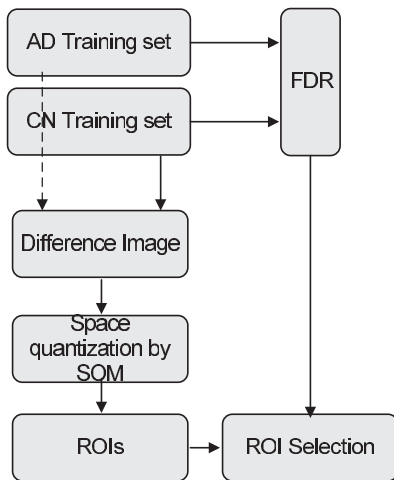 AD Training set
FDR
CN Training set
Difference Image
Space
quantization by
SOM
ROIs
ROI Selection